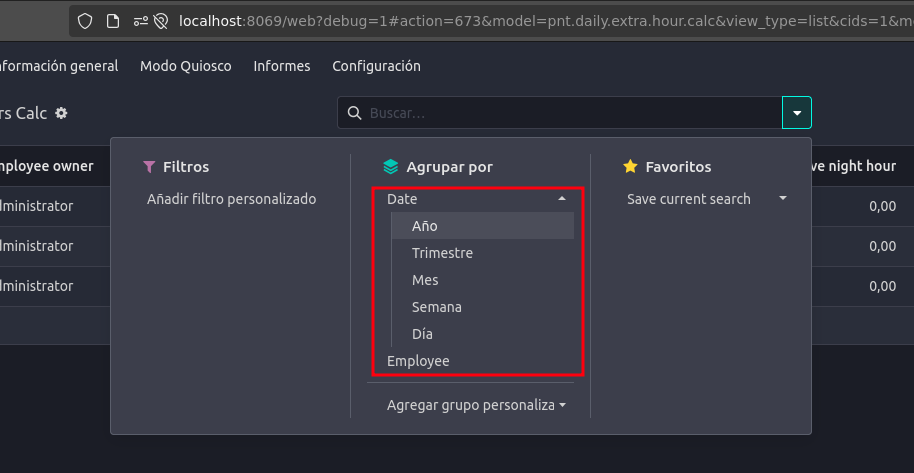 localhost:8069/web?debug=1#action=673&model=pnt.daily.extra.hour.calc&view_type=list&cids=1&m
nformación general Modo Quiosco Informes Configuración
rs Calc Buscar...
mployee owner ve night hour
Filtros Agrupar por Favoritos
Añadir filtro personalizado Date Save current search
dministrator 0,00
Año
Trimestre
dministrator 0,00
Mes
dministrator 0,00
Semana
Día
Employee
Agregar grupo personaliza